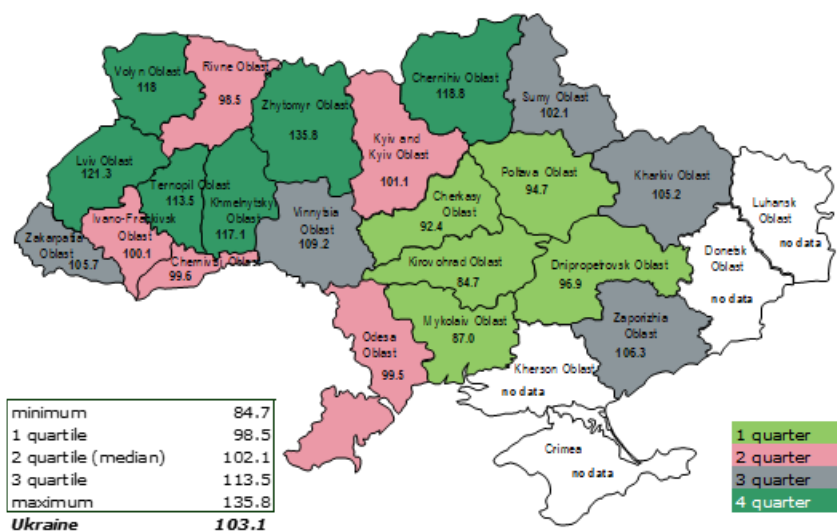 Volyn Oblast
118
Rivne Oblast
98.5
Zhytomyr Oblast
135.8
Kyiv and
Kyiv Oblast
101.1
Chernihiv Oblast
118.8
Sumy Oblast
102.1
Lviv Oblast
121.3
Ternopil Oblast
113.5
Khmelnytskyi
Oblast
117.1
Vinnytsia
Oblast
109.2
Cherkasy
Oblast
92.4
Poltava Oblast
94.7
Kharkiv Oblast
105.2
Luhansk
Oblast
no data
Zakarpattia
Oblast
105.7
Ivano-Frankivsk
Oblast
100.1
Chernivtsi Oblast
99.6
Kirovohrad Oblast
84.7
Dnipropetrovsk Oblast
96.9
Donetsk
Oblast
no data
Odesa
Oblast
99.5
Mykolaiv Oblast
87.0
Zaporizhia
Oblast
106.3
Kherson Oblast
no data
Crimea
no data
minimum 84.7
1 quartile 98.5
2 quartile (median) 102.1
3 quartile 113.5
maximum 135.8
Ukraine 103.1
1 quarter
2 quarter
3 quarter
4 quarter